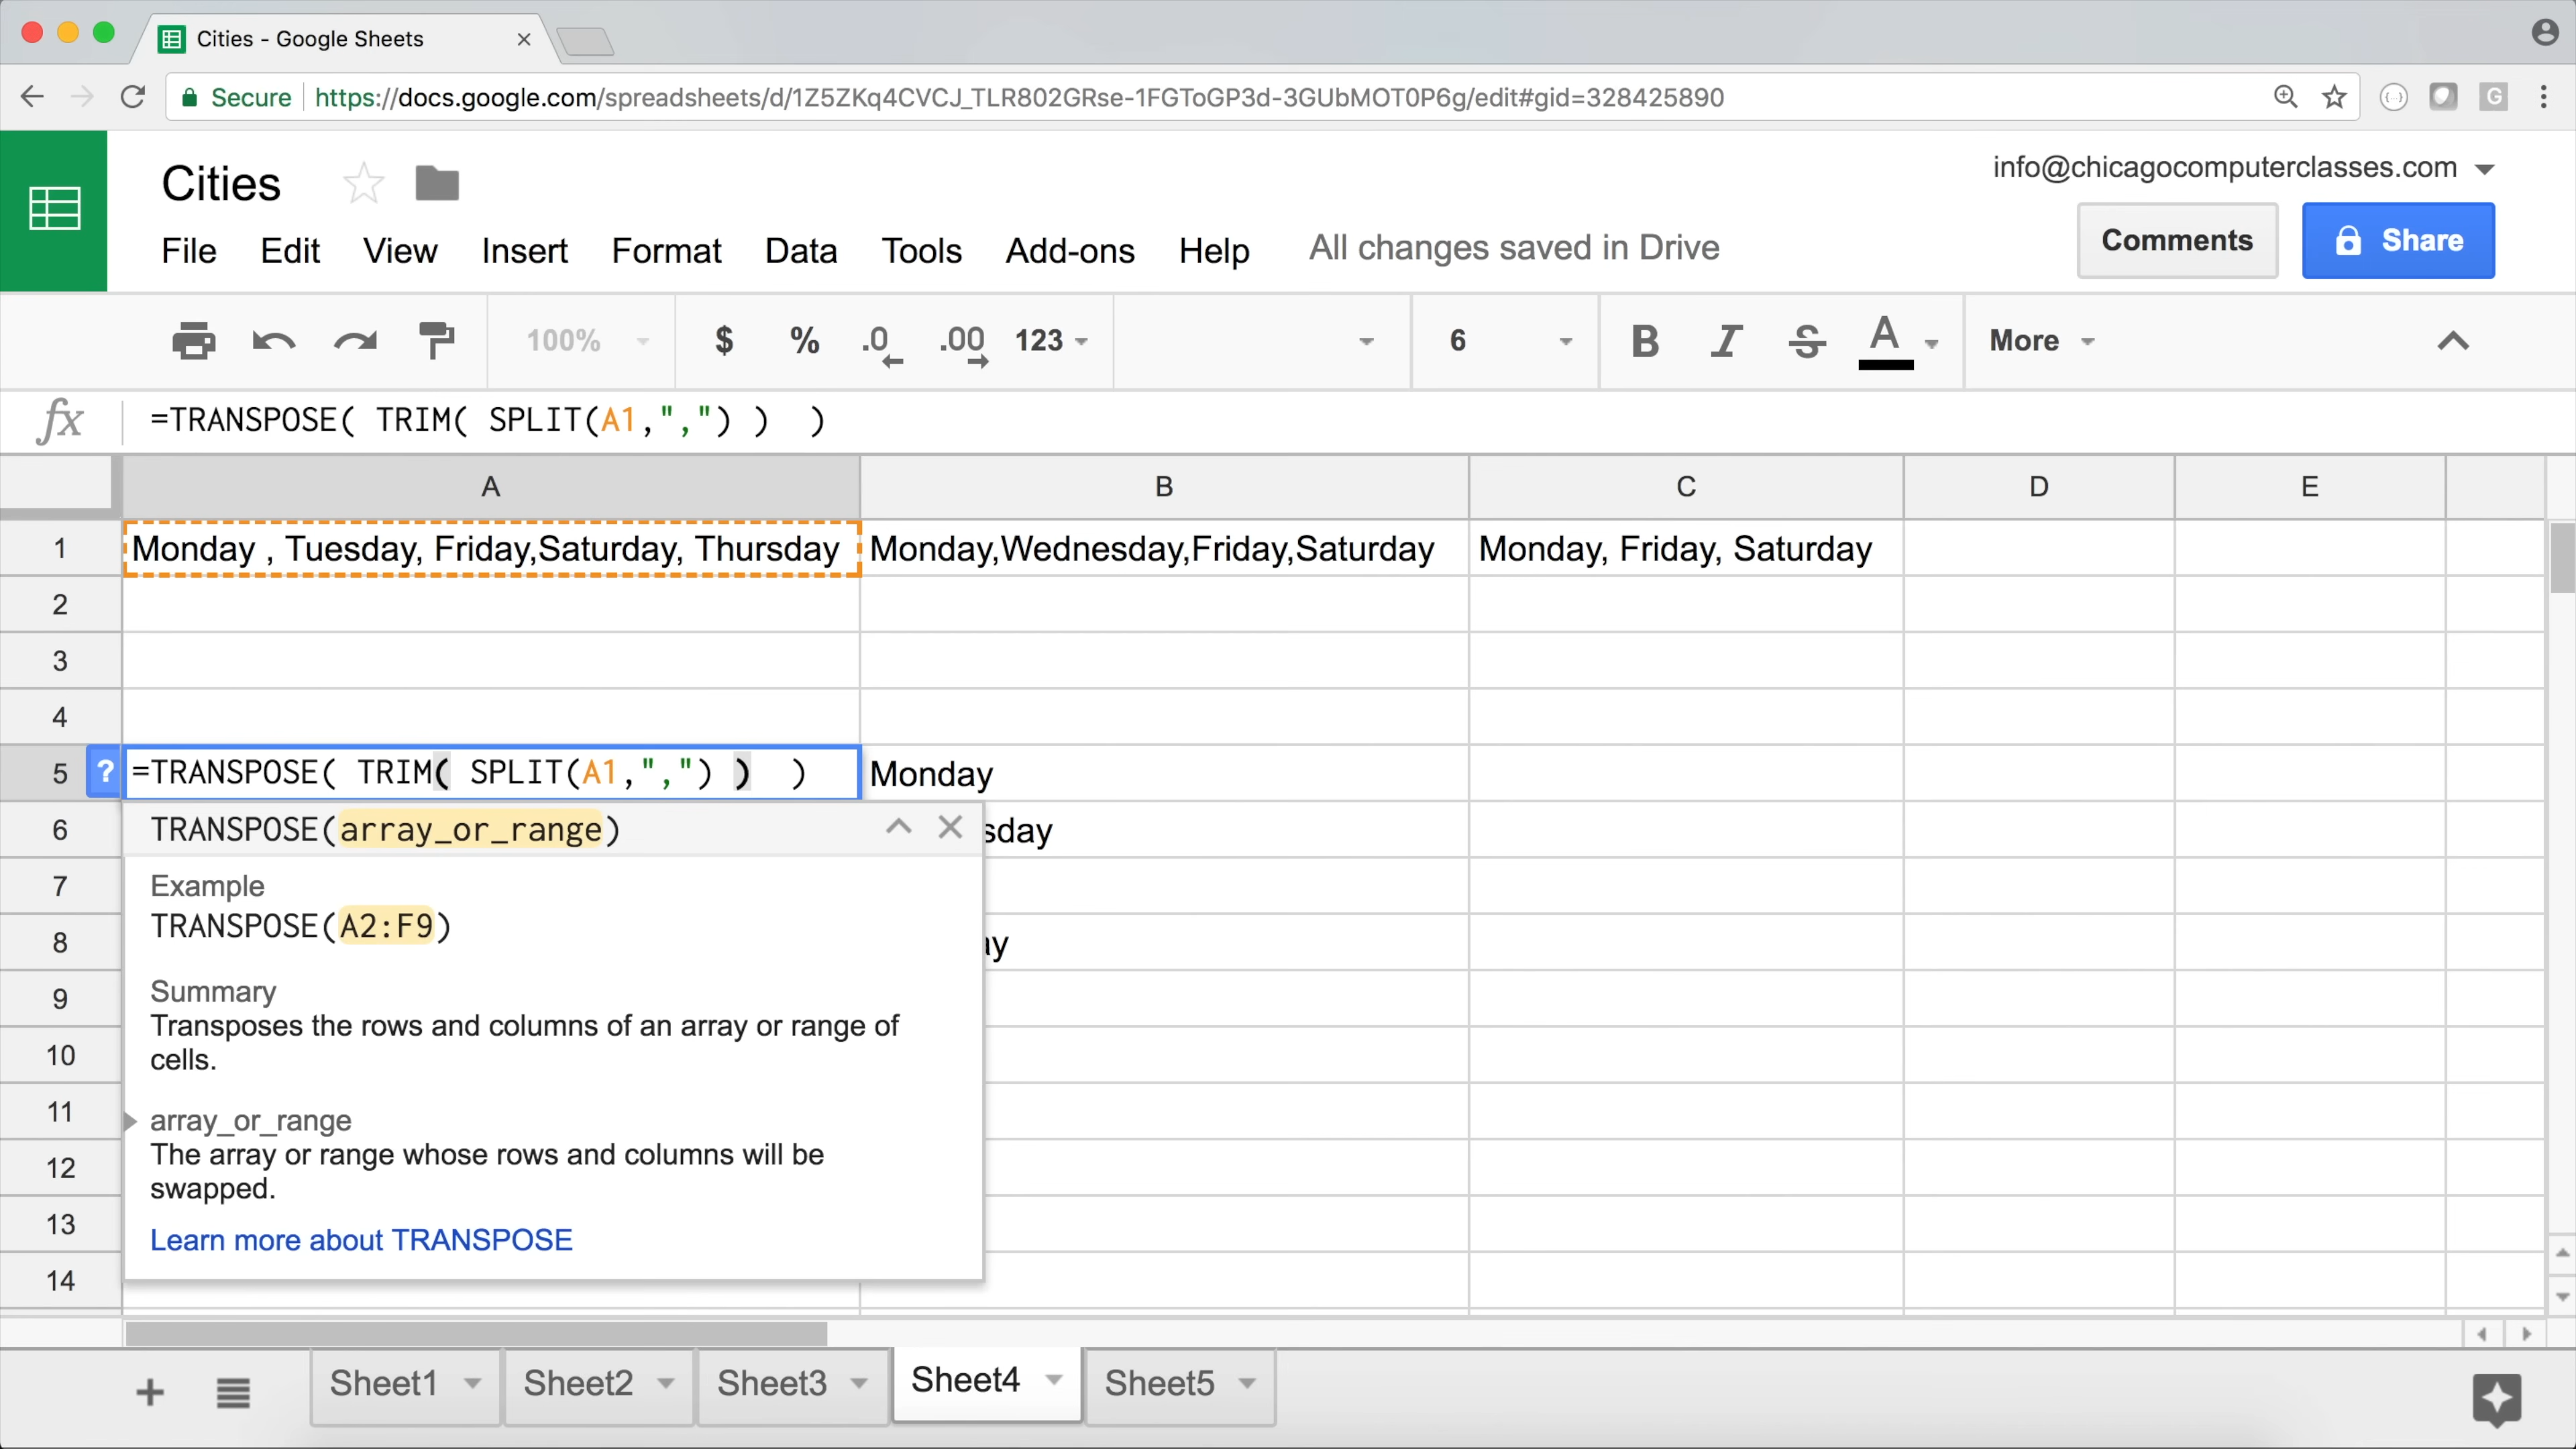 Cities - Google Sheets
Secure https://docs.google.com/spreadsheets/d/1Z5ZKq4CVCJ_TLR802GRse-1FGToGP3d-3GUbMOT0P6g/edit#gid=328425890
G
Cities
info@chicagocomputerclasses.com
File Edit View Insert Format Data Tools Add-ons Help All changes saved in Drive
Comments Share
100% $ % .0 .00 123 6 B I S A More
fx =TRANSPOSE( TRIM( SPLIT(A1,",") )  )
A B C D E
1 Monday , Tuesday, Friday,Saturday, Thursday Monday,Wednesday,Friday,Saturday Monday, Friday, Saturday
2
3
4
5 ? =TRANSPOSE( TRIM( SPLIT(A1,",") )  ) Monday
6 TRANSPOSE(array_or_range) sday
7 Example
TRANSPOSE(A2:F9)
8 ay
9 Summary
Transposes the rows and columns of an array or range of
10 cells.
11 array_or_range
The array or range whose rows and columns will be
12 swapped.
13 Learn more about TRANSPOSE
14
+ Sheet1 Sheet2 Sheet3 Sheet4 Sheet5